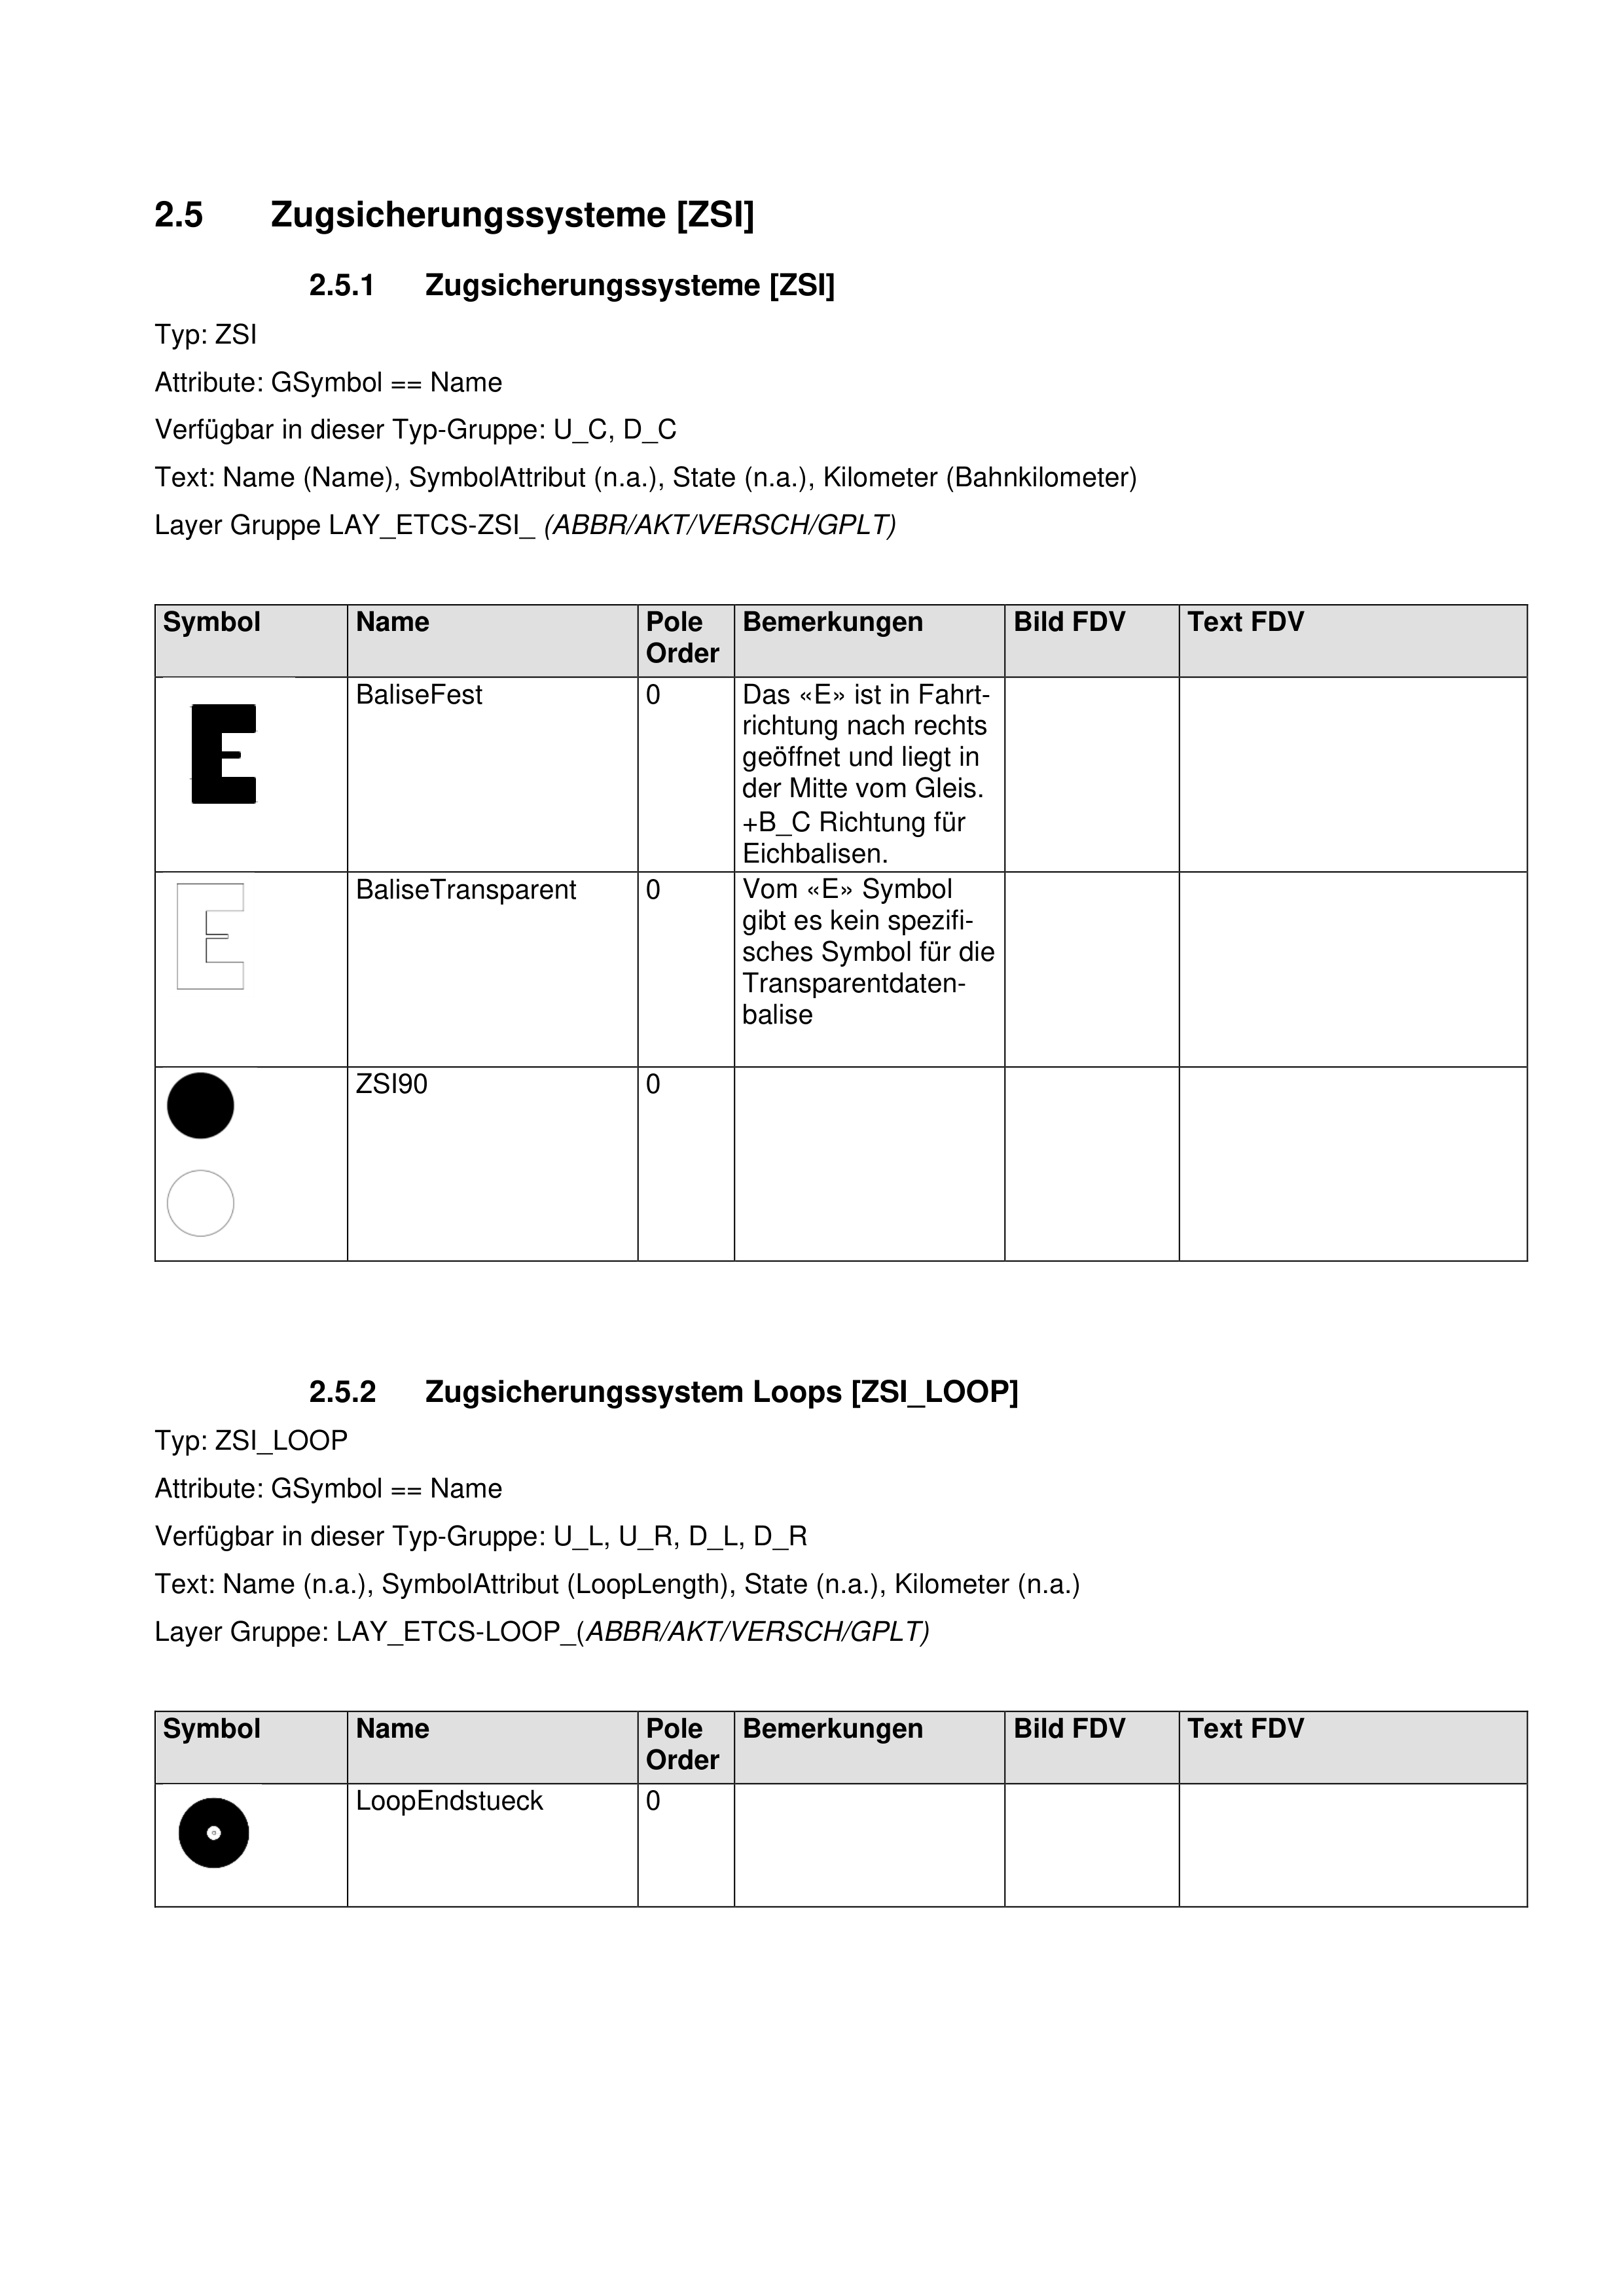 2.5 Zugsicherungssysteme [ZSI]
2.5.1 Zugsicherungssysteme [ZSI]
Typ: ZSI
Attribute: GSymbol == Name
Verfügbar in dieser Typ-Gruppe: U_C, D_C
Text: Name (Name), SymbolAttribut (n.a.), State (n.a.), Kilometer (Bahnkilometer)
Layer Gruppe LAY_ETCS-ZSI_ (ABBR/AKT/VERSCH/GPLT)
Symbol Name Pole Bemerkungen Bild FDV Text FDV
Order
E BaliseFest 0 Das «E» ist in Fahrt-
richtung nach rechts
geöffnet und liegt in
der Mitte vom Gleis.
+B_C Richtung für
Eichbalisen.
E BaliseTransparent 0 Vom «E» Symbol
gibt es kein spezifi-
sches Symbol für die
Transparentdaten-
balise
ZSI90 0
2.5.2 Zugsicherungssystem Loops [ZSI_LOOP]
Typ: ZSI_LOOP
Attribute: GSymbol == Name
Verfügbar in dieser Typ-Gruppe: U_L, U_R, D_L, D_R
Text: Name (n.a.), SymbolAttribut (LoopLength), State (n.a.), Kilometer (n.a.)
Layer Gruppe: LAY_ETCS-LOOP_(ABBR/AKT/VERSCH/GPLT)
Symbol Name Pole Bemerkungen Bild FDV Text FDV
Order
LoopEndstueck 0